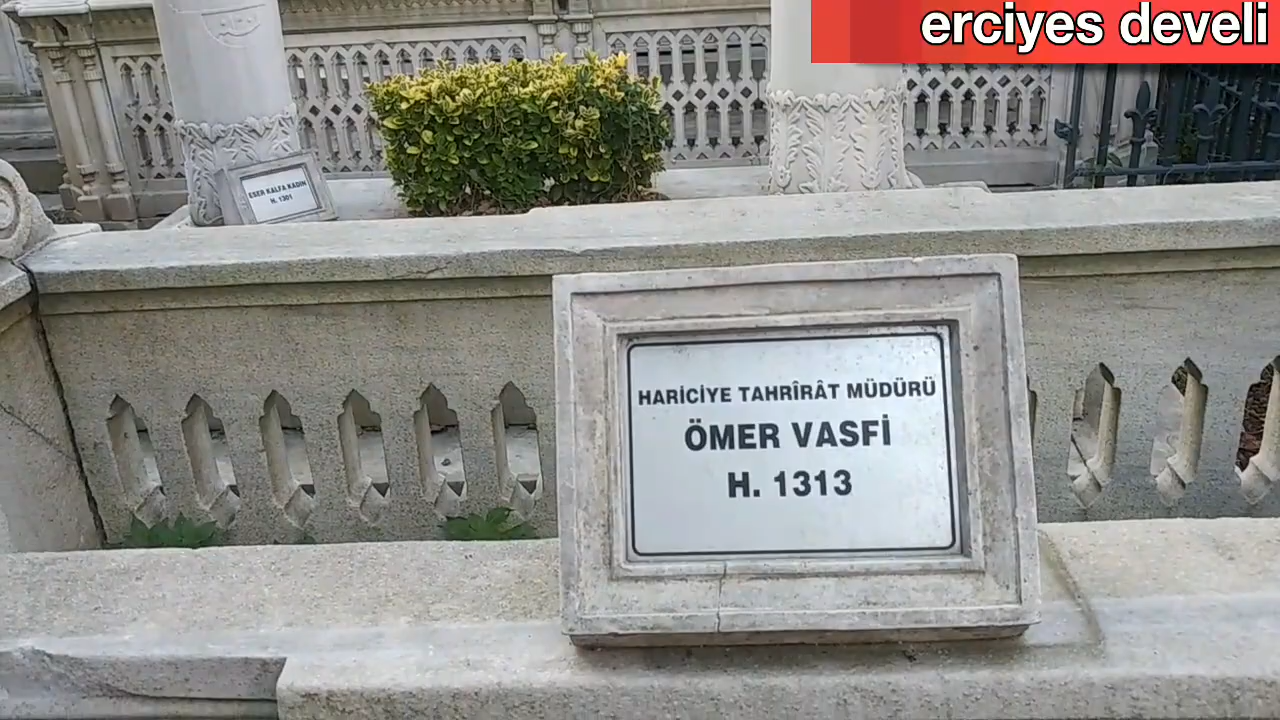 erciyes develi
ESER KALFA KADIN
H. 1301
HARİCİYE TAHRÎRÂT MÜDÜRÜ
ÖMER VASFİ
H. 1313